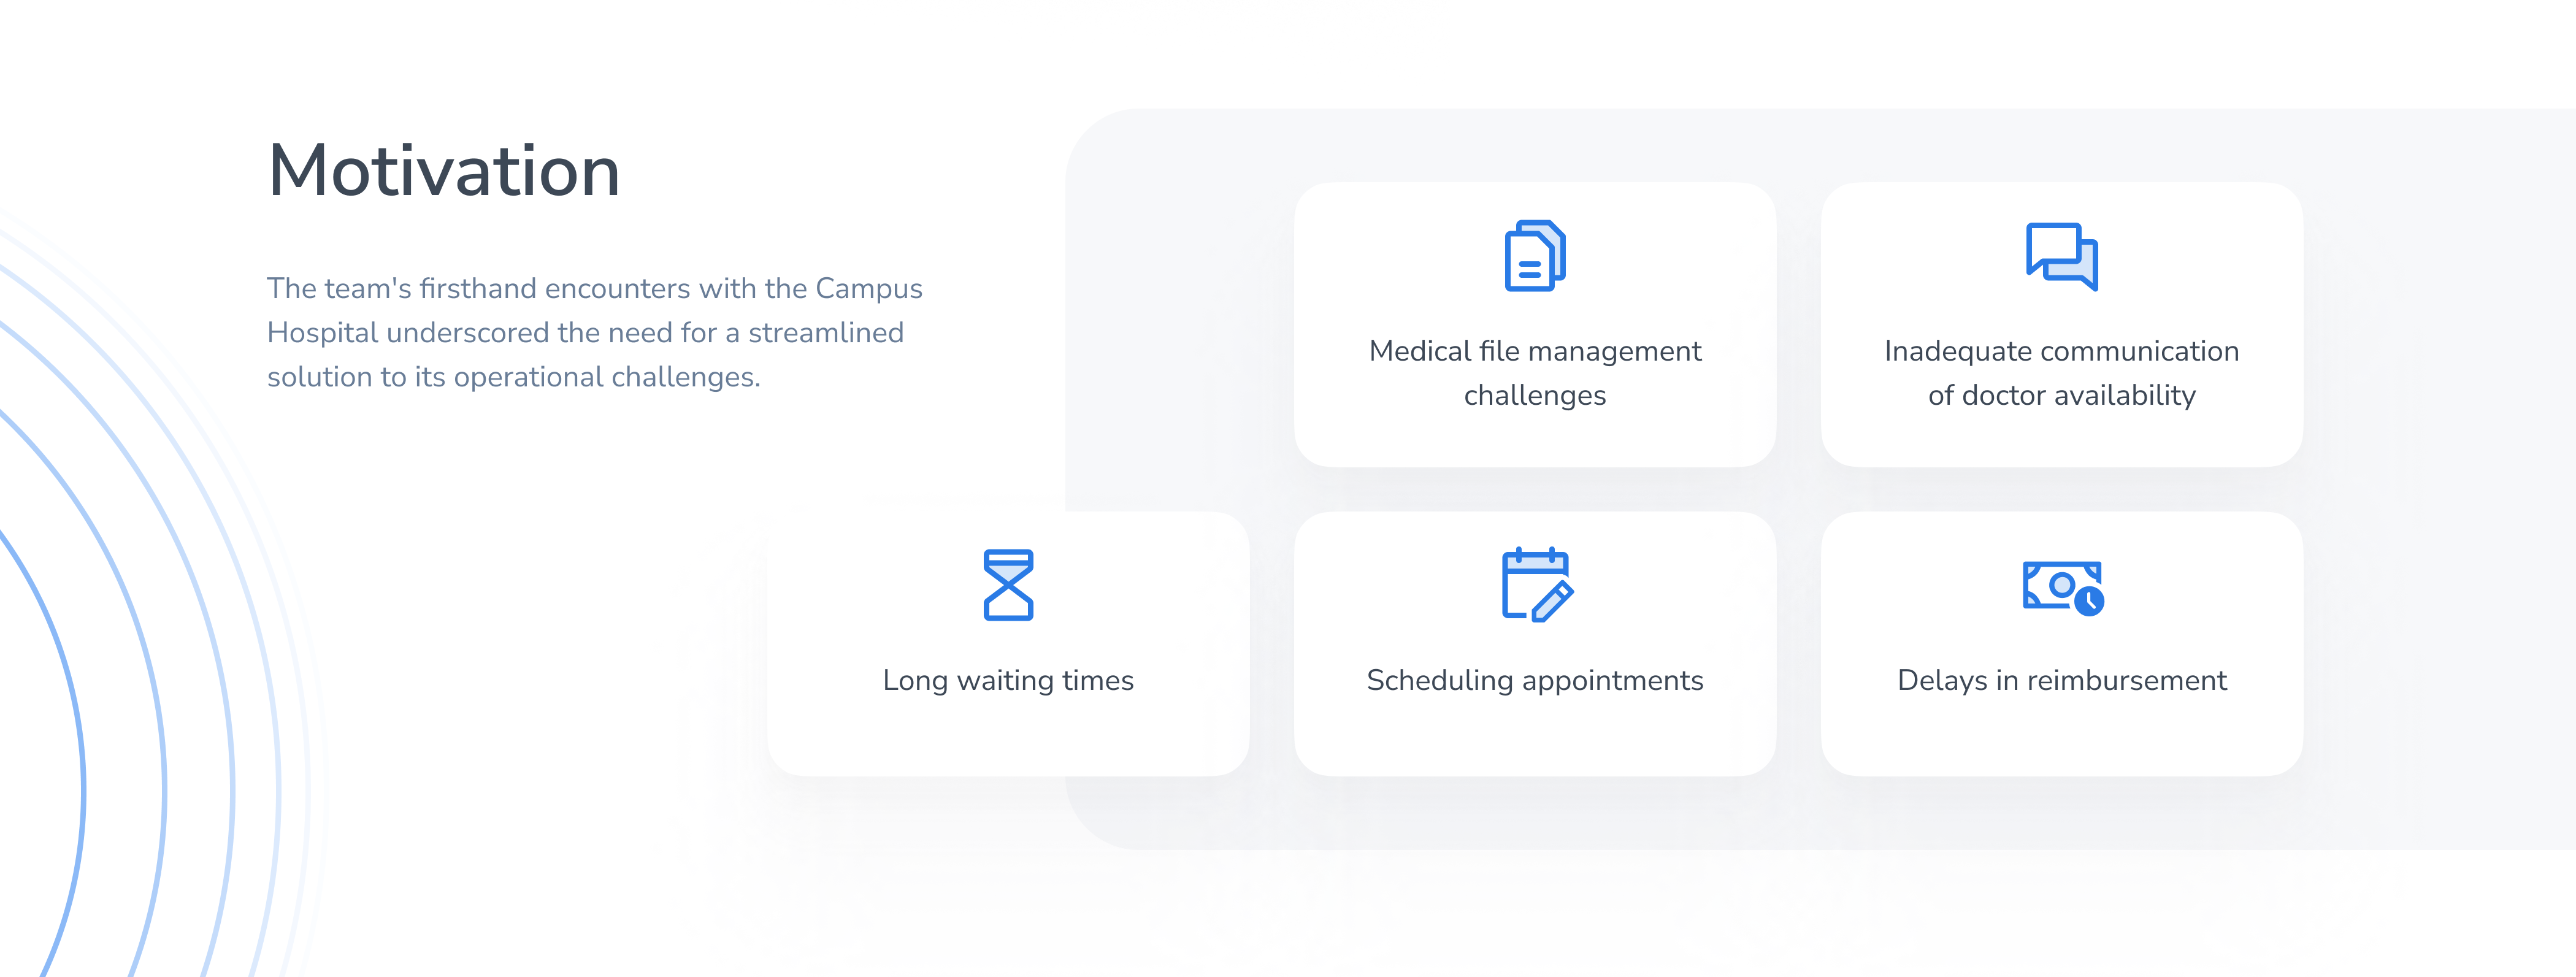 Motivation
The team's firsthand encounters with the Campus
Hospital underscored the need for a streamlined
solution to its operational challenges.
Medical file management
challenges
Inadequate communication
of doctor availability
Long waiting times
Scheduling appointments
Delays in reimbursement